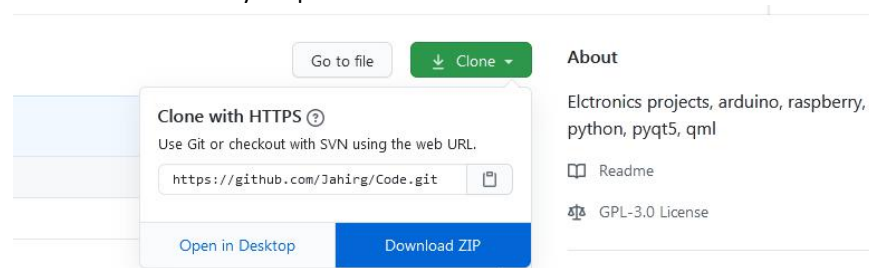 Go to file
Clone
Clone with HTTPS
Use Git or checkout with SVN using the web URL.
https://github.com/Jahirg/Code.git
Open in Desktop
Download ZIP
About
Elctronics projects, arduino, raspberry,
python, pyqt5, qml
Readme
GPL-3.0 License